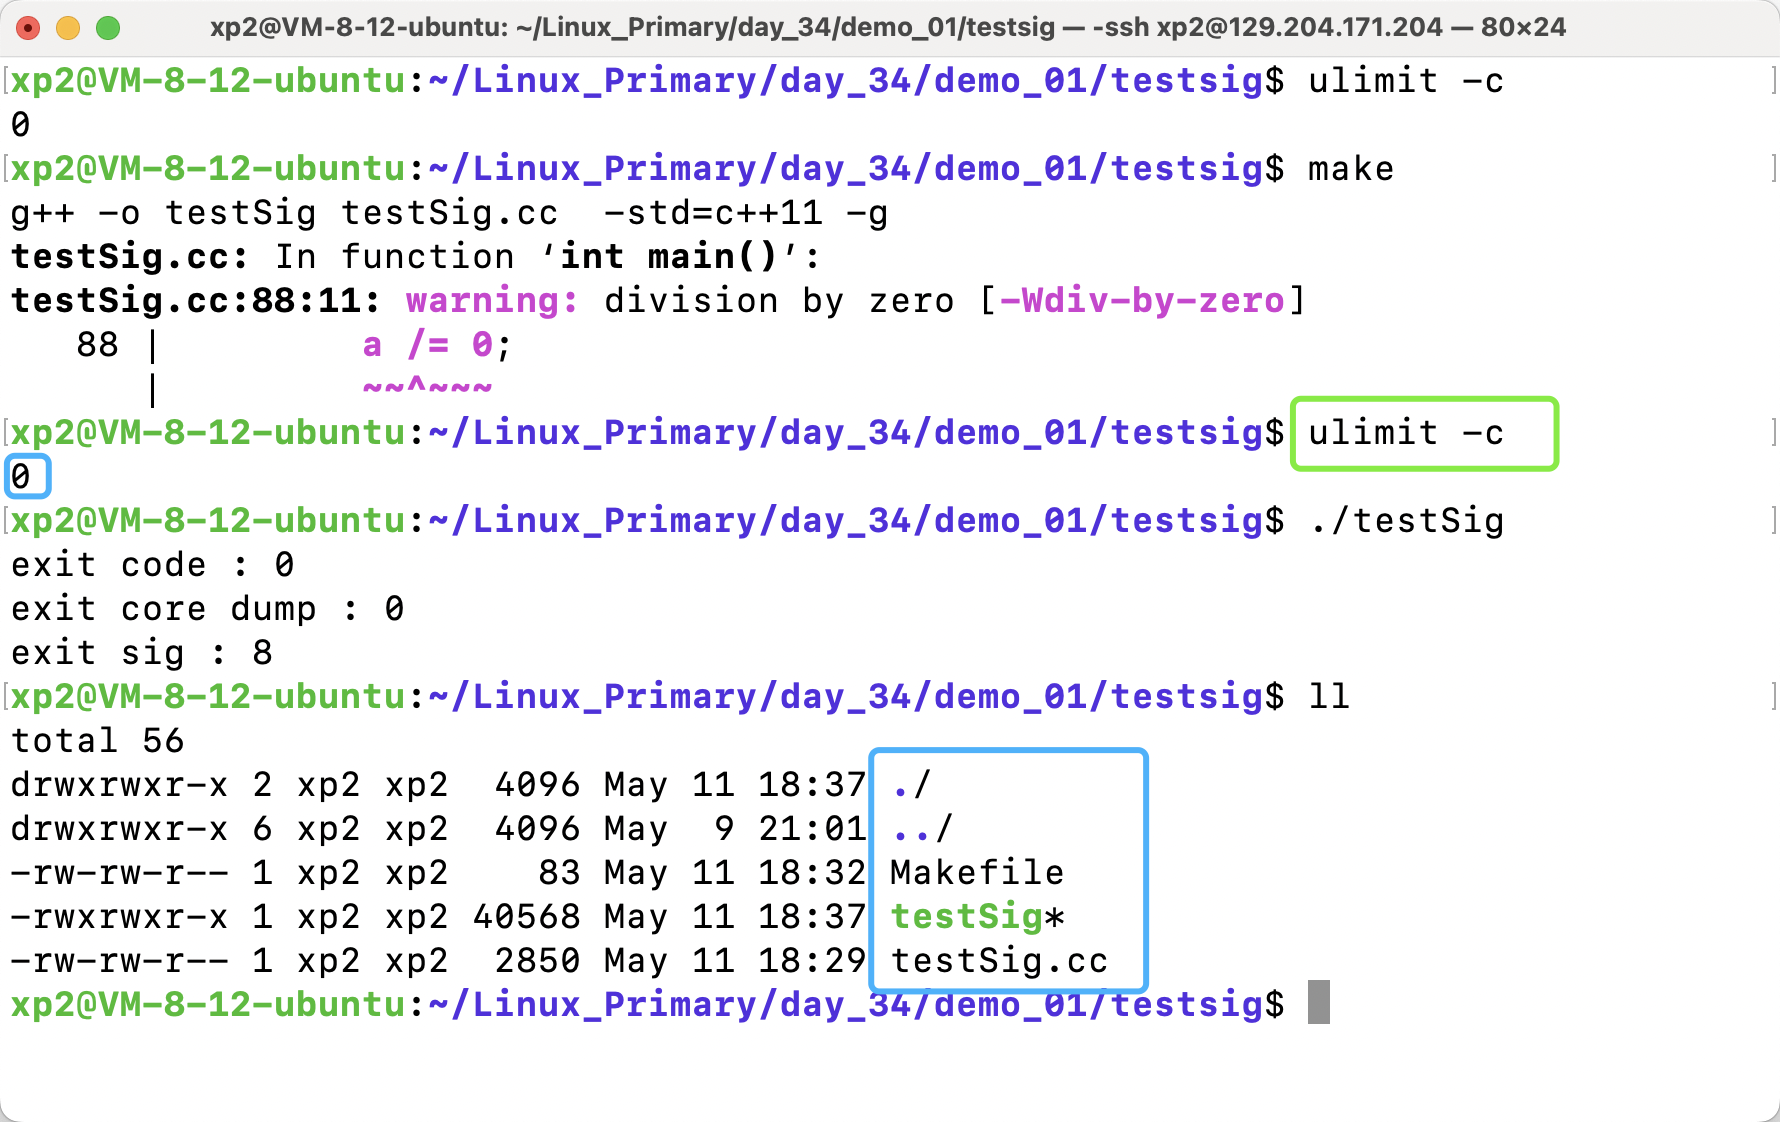 xp2@VM-8-12-ubuntu: ~/Linux_Primary/day_34/demo_01/testsig — -ssh xp2@129.204.171.204 — 80×24
[xp2@VM-8-12-ubuntu:~/Linux_Primary/day_34/demo_01/testsig$ ulimit -c ]
0
[xp2@VM-8-12-ubuntu:~/Linux_Primary/day_34/demo_01/testsig$ make ]
g++ -o testSig testSig.cc  -std=c++11 -g
testSig.cc: In function ‘int main()’:
testSig.cc:88:11: warning: division by zero [-Wdiv-by-zero]
   88 |         a /= 0;
      |         ~~^~~~
[xp2@VM-8-12-ubuntu:~/Linux_Primary/day_34/demo_01/testsig$ ulimit -c ]
0
[xp2@VM-8-12-ubuntu:~/Linux_Primary/day_34/demo_01/testsig$ ./testSig ]
exit code : 0
exit core dump : 0
exit sig : 8
[xp2@VM-8-12-ubuntu:~/Linux_Primary/day_34/demo_01/testsig$ ll ]
total 56
drwxrwxr-x 2 xp2 xp2  4096 May 11 18:37 ./
drwxrwxr-x 6 xp2 xp2  4096 May  9 21:01 ../
-rw-rw-r-- 1 xp2 xp2    83 May 11 18:32 Makefile
-rwxrwxr-x 1 xp2 xp2 40568 May 11 18:37 testSig*
-rw-rw-r-- 1 xp2 xp2  2850 May 11 18:29 testSig.cc
xp2@VM-8-12-ubuntu:~/Linux_Primary/day_34/demo_01/testsig$